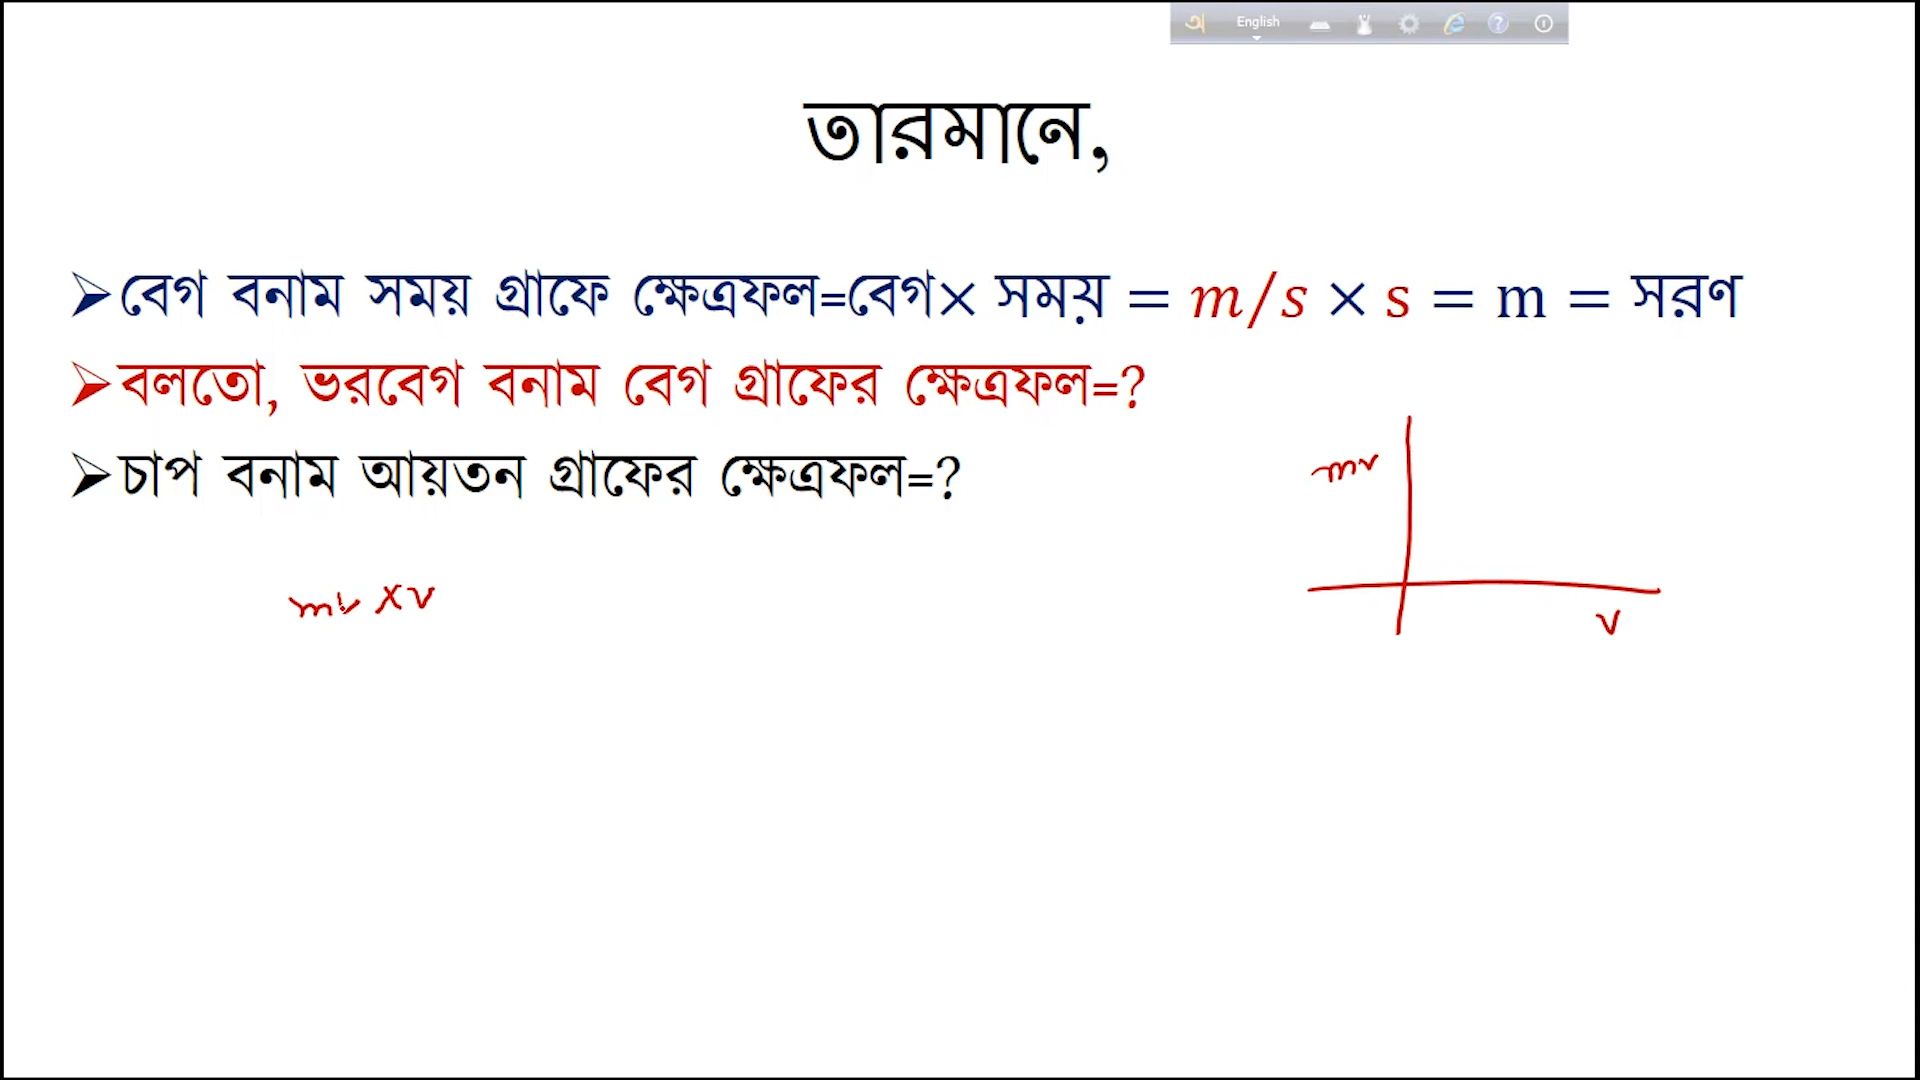 English
তারমানে,
➢বেগ বনাম সময় গ্রাফে ক্ষেত্রফল=বেগ× সময় = m/s × s = m = সরণ
➢বলতো, ভরবেগ বনাম বেগ গ্রাফের ক্ষেত্রফল=?
➢চাপ বনাম আয়তন গ্রাফের ক্ষেত্রফল=?
mv
mv × v
v